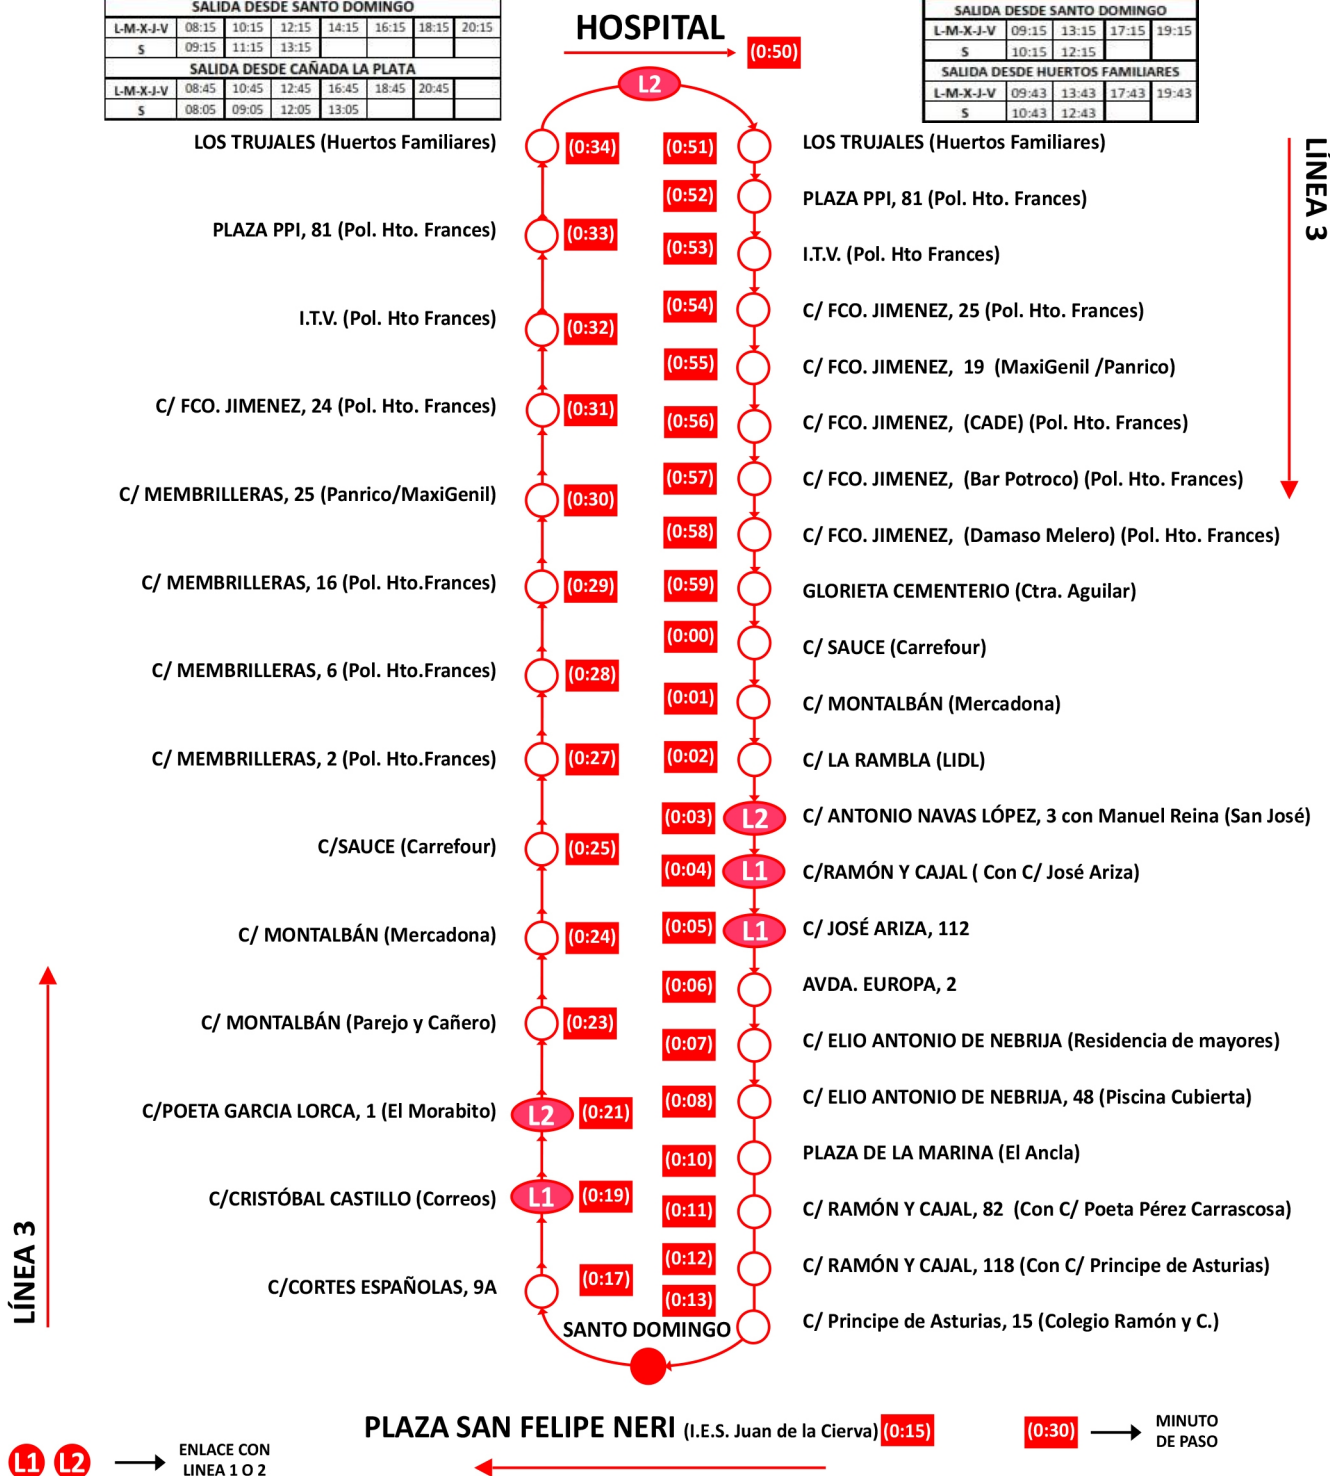 SALIDA DESDE SANTO DOMINGO
L-M-X-J-V 08:15 10:15 12:15 14:15 16:15 18:15 20:15
S 09:15 11:15 13:15
SALIDA DESDE CAÑADA LA PLATA
L-M-X-J-V 08:45 10:45 12:45 16:45 18:45 20:45
S 08:05 09:05 12:05 13:05
HOSPITAL
(0:50)
L2
SALIDA DESDE SANTO DOMINGO
L-M-X-J-V 09:15 13:15 17:15 19:15
S 10:15 12:15
SALIDA DESDE HUERTOS FAMILIARES
L-M-X-J-V 09:43 13:43 17:43 19:43
S 10:43 12:43
LOS TRUJALES (Huertos Familiares) (0:34)
PLAZA PPI, 81 (Pol. Hto. Frances) (0:33)
I.T.V. (Pol. Hto Frances) (0:32)
C/ FCO. JIMENEZ, 24 (Pol. Hto. Frances) (0:31)
C/ MEMBRILLERAS, 25 (Panrico/MaxiGenil) (0:30)
C/ MEMBRILLERAS, 16 (Pol. Hto.Frances) (0:29)
C/ MEMBRILLERAS, 6 (Pol. Hto.Frances) (0:28)
C/ MEMBRILLERAS, 2 (Pol. Hto.Frances) (0:27)
C/SAUCE (Carrefour) (0:25)
C/ MONTALBÁN (Mercadona) (0:24)
C/ MONTALBÁN (Parejo y Cañero) (0:23)
C/POETA GARCIA LORCA, 1 (El Morabito) L2 (0:21)
C/CRISTÓBAL CASTILLO (Correos) L1 (0:19)
C/CORTES ESPAÑOLAS, 9A (0:17)
LÍNEA 3
(0:51) LOS TRUJALES (Huertos Familiares)
(0:52) PLAZA PPI, 81 (Pol. Hto. Frances)
(0:53) I.T.V. (Pol. Hto Frances)
(0:54) C/ FCO. JIMENEZ, 25 (Pol. Hto. Frances)
(0:55) C/ FCO. JIMENEZ, 19 (MaxiGenil /Panrico)
(0:56) C/ FCO. JIMENEZ, (CADE) (Pol. Hto. Frances)
(0:57) C/ FCO. JIMENEZ, (Bar Potroco) (Pol. Hto. Frances)
(0:58) C/ FCO. JIMENEZ, (Damaso Melero) (Pol. Hto. Frances)
(0:59) GLORIETA CEMENTERIO (Ctra. Aguilar)
(0:00) C/ SAUCE (Carrefour)
(0:01) C/ MONTALBÁN (Mercadona)
(0:02) C/ LA RAMBLA (LIDL)
(0:03) L2 C/ ANTONIO NAVAS LÓPEZ, 3 con Manuel Reina (San José)
(0:04) L1 C/RAMÓN Y CAJAL ( Con C/ José Ariza)
(0:05) L1 C/ JOSÉ ARIZA, 112
(0:06) AVDA. EUROPA, 2
(0:07) C/ ELIO ANTONIO DE NEBRIJA (Residencia de mayores)
(0:08) C/ ELIO ANTONIO DE NEBRIJA, 48 (Piscina Cubierta)
(0:10) PLAZA DE LA MARINA (El Ancla)
(0:11) C/ RAMÓN Y CAJAL, 82 (Con C/ Poeta Pérez Carrascosa)
(0:12) C/ RAMÓN Y CAJAL, 118 (Con C/ Principe de Asturias)
(0:13) C/ Principe de Asturias, 15 (Colegio Ramón y C.)
LÍNEA 3
SANTO DOMINGO
PLAZA SAN FELIPE NERI (I.E.S. Juan de la Cierva) (0:15)
L1 L2
ENLACE CON
LINEA 1 O 2
(0:30)
MINUTO
DE PASO